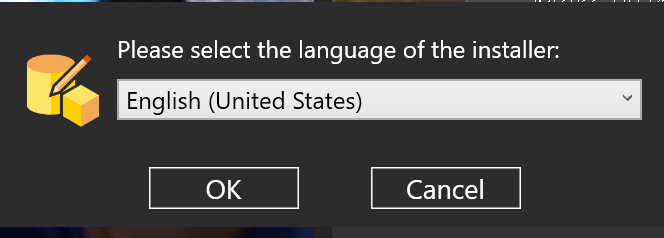 Please select the language of the installer:
English (United States)
OK
Cancel